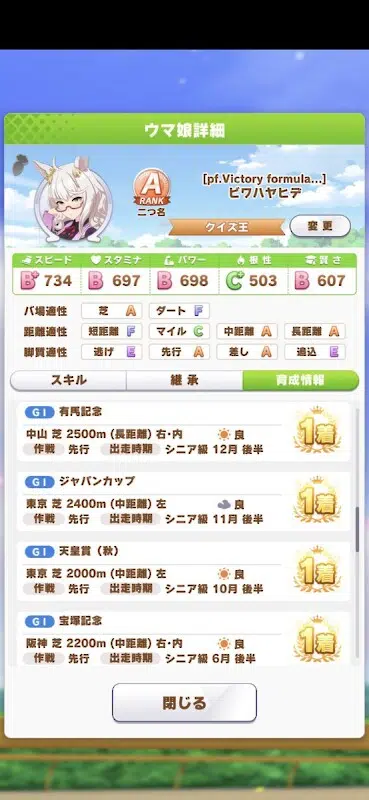 ウマ娘詳細
A
RANK
二つ名
[pf.Victory formula...]
ビワハヤヒデ
クイズ王
変更
スピード スタミナ パワー 根性 賢さ
B+ 734 B 697 B 698 C+ 503 B 607
バ場適性 芝 A ダート F
距離適性 短距離 F マイル C 中距離 A 長距離 A
脚質適性 逃げ E 先行 A 差し A 追込 E
スキル 継承 育成情報
GI 有馬記念
中山 芝 2500m (長距離) 右・内 良
作戦 先行 出走時期 シニア級 12月 後半
1着
GI ジャパンカップ
東京 芝 2400m (中距離) 左 良
作戦 先行 出走時期 シニア級 11月 後半
1着
GI 天皇賞（秋）
東京 芝 2000m (中距離) 左 良
作戦 先行 出走時期 シニア級 10月 後半
1着
GI 宝塚記念
阪神 芝 2200m (中距離) 右・内 良
作戦 先行 出走時期 シニア級 6月 後半
1着
閉じる